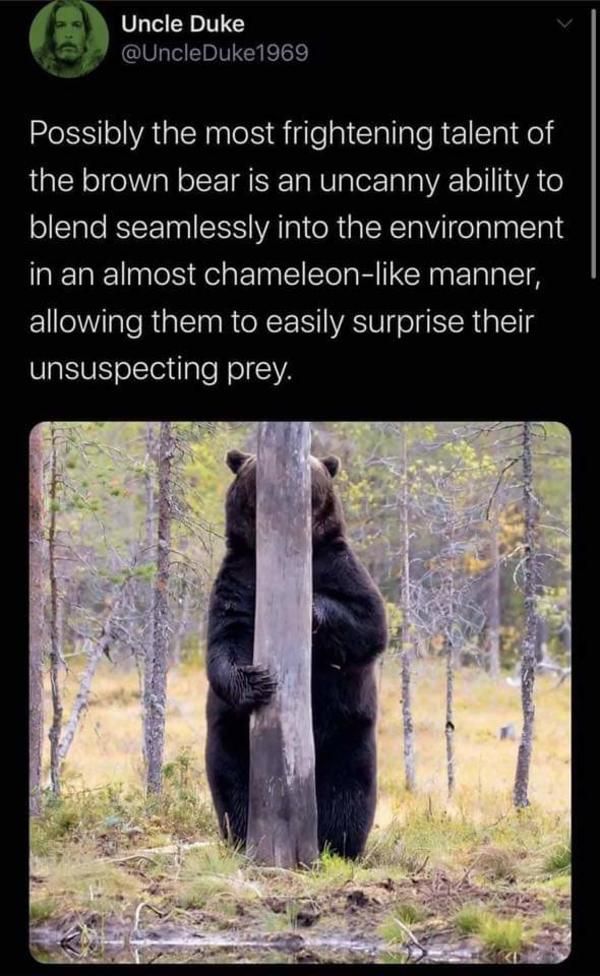 Uncle Duke
@UncleDuke1969
Possibly the most frightening talent of
the brown bear is an uncanny ability to
blend seamlessly into the environment
in an almost chameleon-like manner,
allowing them to easily surprise their
unsuspecting prey.